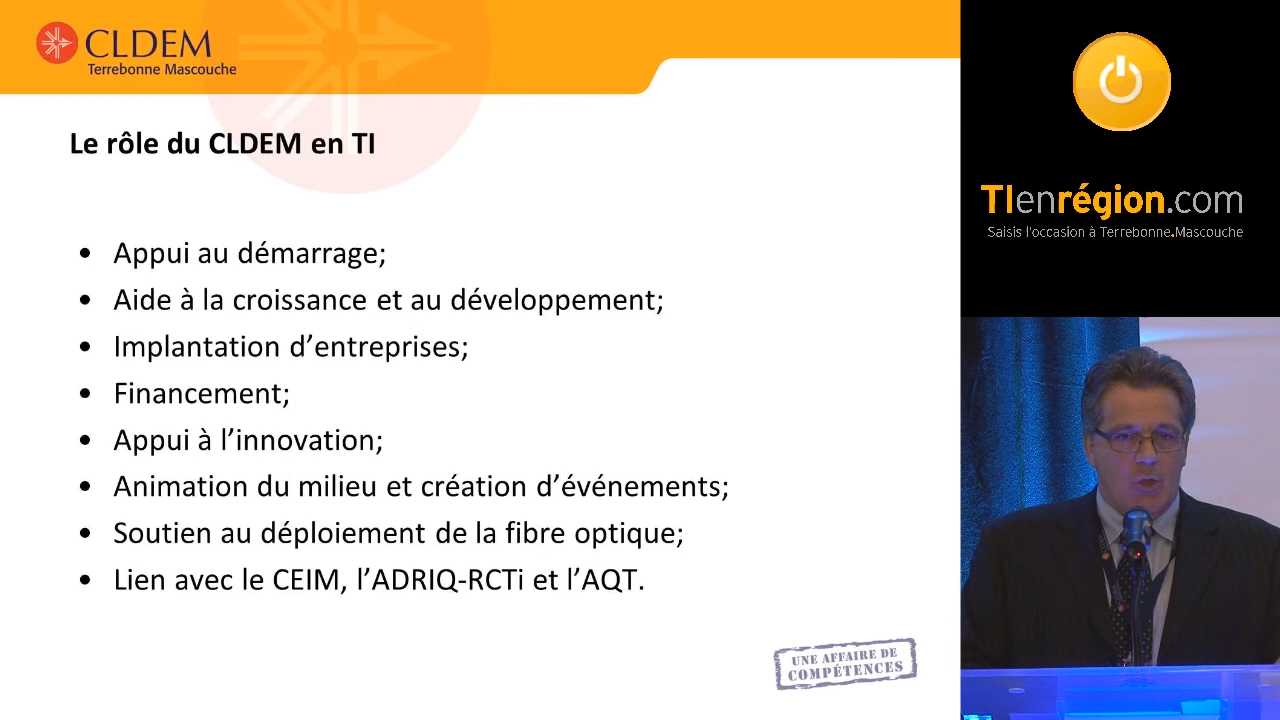 CLDEM
Terrebonne Mascouche
Le rôle du CLDEM en TI
• Appui au démarrage;
• Aide à la croissance et au développement;
• Implantation d’entreprises;
• Financement;
• Appui à l’innovation;
• Animation du milieu et création d’événements;
• Soutien au déploiement de la fibre optique;
• Lien avec le CEIM, l’ADRIQ-RCTi et l’AQT.
UNE AFFAIRE DE
COMPÉTENCES
TIenrégion.com
Saisis l'occasion à Terrebonne.Mascouche